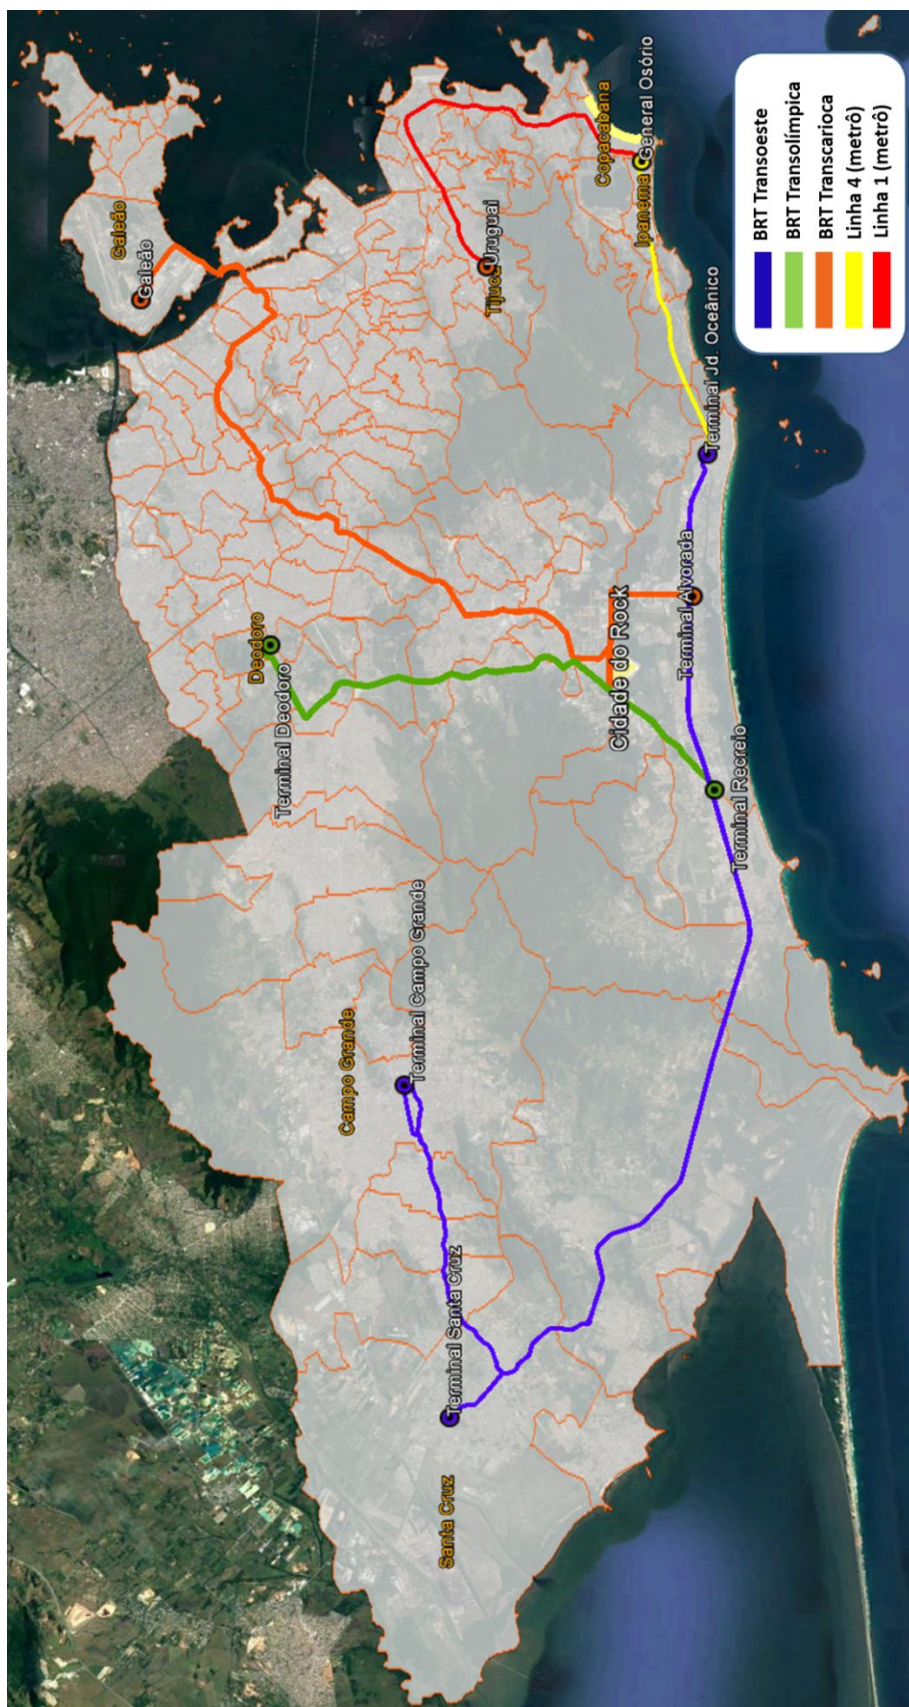 Galeão
Galeão
Deodoro
Terminal Deodoro
Tijuca
Uruguai
Copacabana
Ipanema
General Osório
Campo Grande
Terminal Campo Grande
Cidade do Rock
Terminal Santa Cruz
Santa Cruz
Terminal Jd. Oceânico
Terminal Alvorada
Terminal Recreio
BRT Transoeste
BRT Transolímpica
BRT Transcarioca
Linha 4 (metrô)
Linha 1 (metrô)